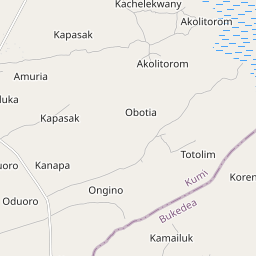 Kachelekwany
Akolitorom
Kapasak
Akolitorom
Amuria
luka
Obotia
Kapasak
Totolim
uoro
Kanapa
Kumi
Koren
Ongino
Oduoro
Bukedea
Kamailuk